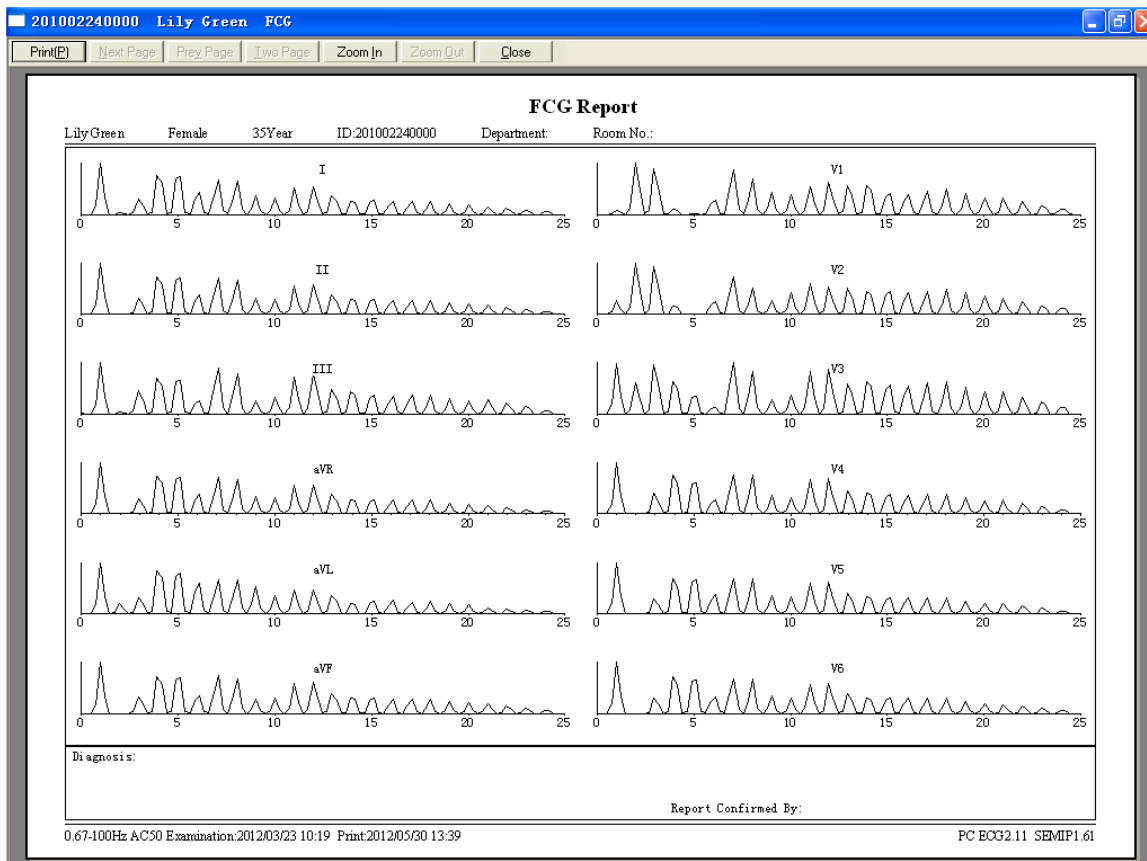 201002240000 Lily Green FCG
Print(P) Next Page Prev Page Two Page Zoom In Zoom Out Close
FCG Report
Lily Green Female 35Year ID:201002240000 Department: Room No.:
I V1
0 5 10 15 20 25 0 5 10 15 20 25
II V2
0 5 10 15 20 25 0 5 10 15 20 25
III V3
0 5 10 15 20 25 0 5 10 15 20 25
aVR V4
0 5 10 15 20 25 0 5 10 15 20 25
aVL V5
0 5 10 15 20 25 0 5 10 15 20 25
aVF V6
0 5 10 15 20 25 0 5 10 15 20 25
Diagnosis:
Report Confirmed By:
0.67-100Hz AC50 Examination:2012/03/23 10:19 Print:2012/05/30 13:39 PC ECG2.11 SEMIP1.61